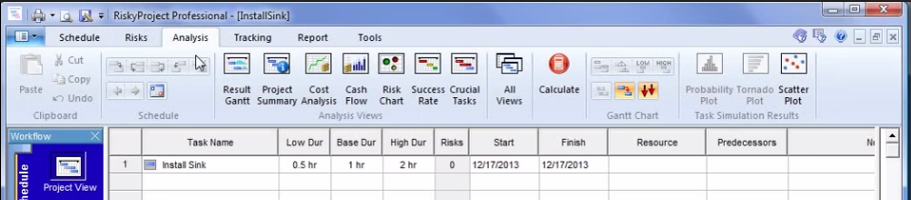 RiskyProject Professional - [InstallSink]
Schedule Risks Analysis Tracking Report Tools
Paste Cut Copy Undo
Result Gantt Project Summary Cost Analysis Cash Flow Risk Chart Success Rate Crucial Tasks All Views Calculate LOW HIGH Probability Plot Tornado Plot Scatter Plot
Clipboard Schedule Analysis Views Gantt Chart Task Simulation Results
Workflow Task Name Low Dur Base Dur High Dur Risks Start Finish Resource Predecessors
1 Install Sink 0.5 hr 1 hr 2 hr 0 12/17/2013 12/17/2013
Project View